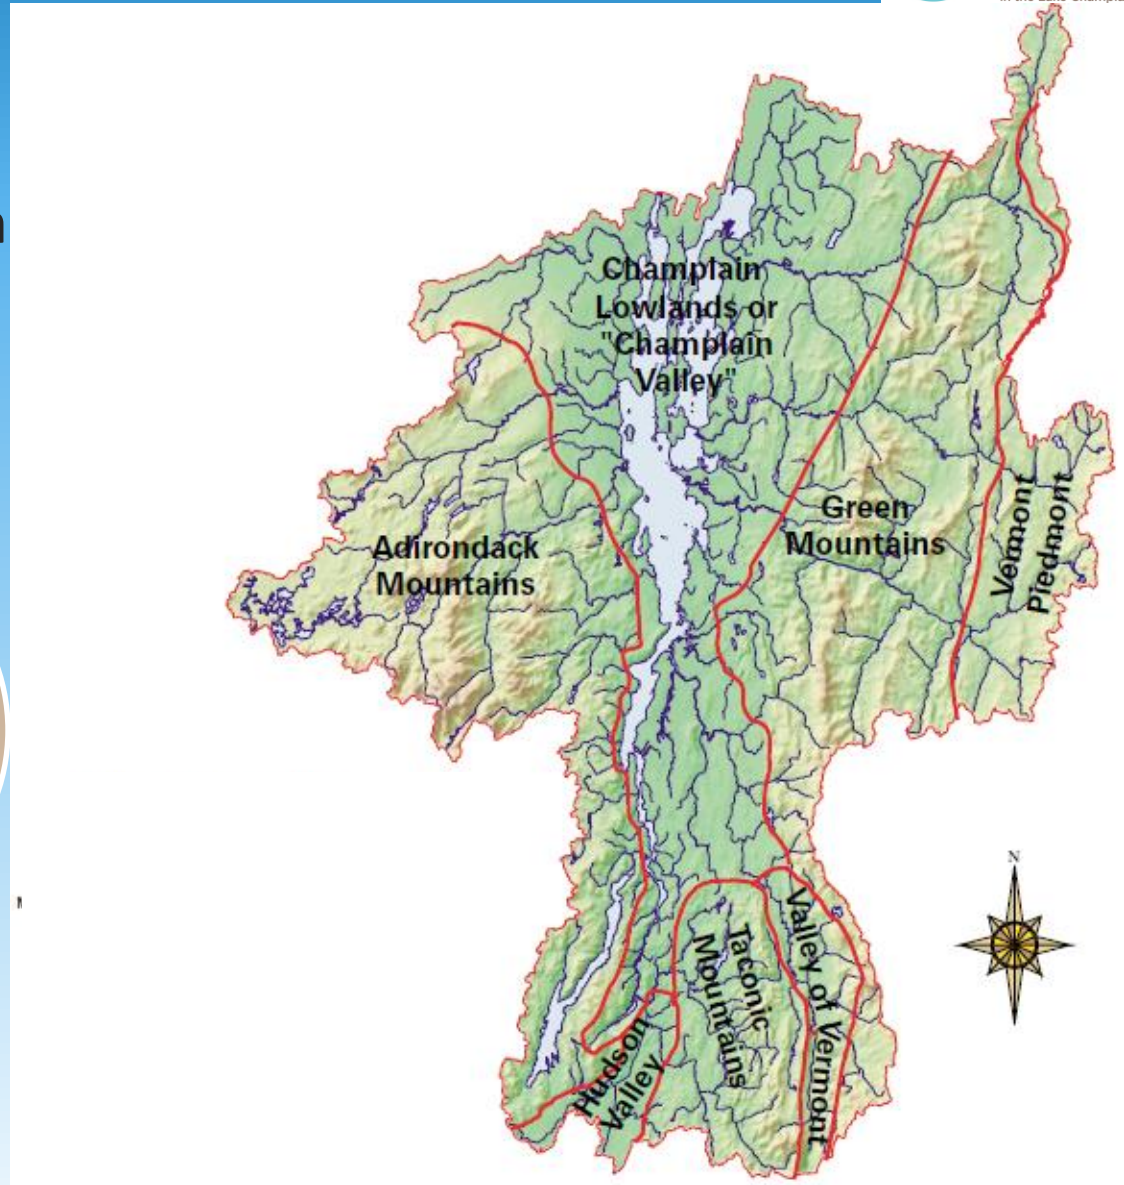 Champlain
Lowlands or
"Champlain
Valley"
Green
Mountains
Vermont
Piedmont
Adirondack
Mountains
N
Valley of Vermont
Taconic
Mountains
Hudson
Valley